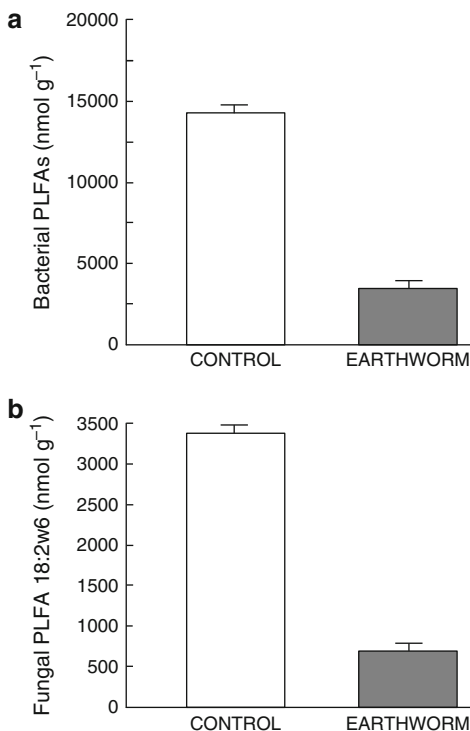 a
Bacterial PLFAs (nmol g⁻¹)
20000
15000
10000
5000
0
CONTROL
EARTHWORM
b
Fungal PLFA 18:2w6 (nmol g⁻¹)
3500
3000
2500
2000
1500
1000
500
0
CONTROL
EARTHWORM